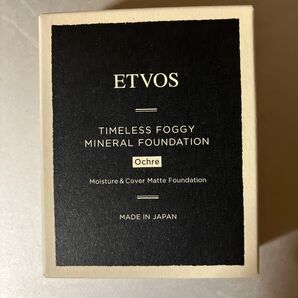 ETVOS
TIMELESS FOGGY
MINERAL FOUNDATION
Ochre
Moisture & Cover Matte Foundation
MADE IN JAPAN